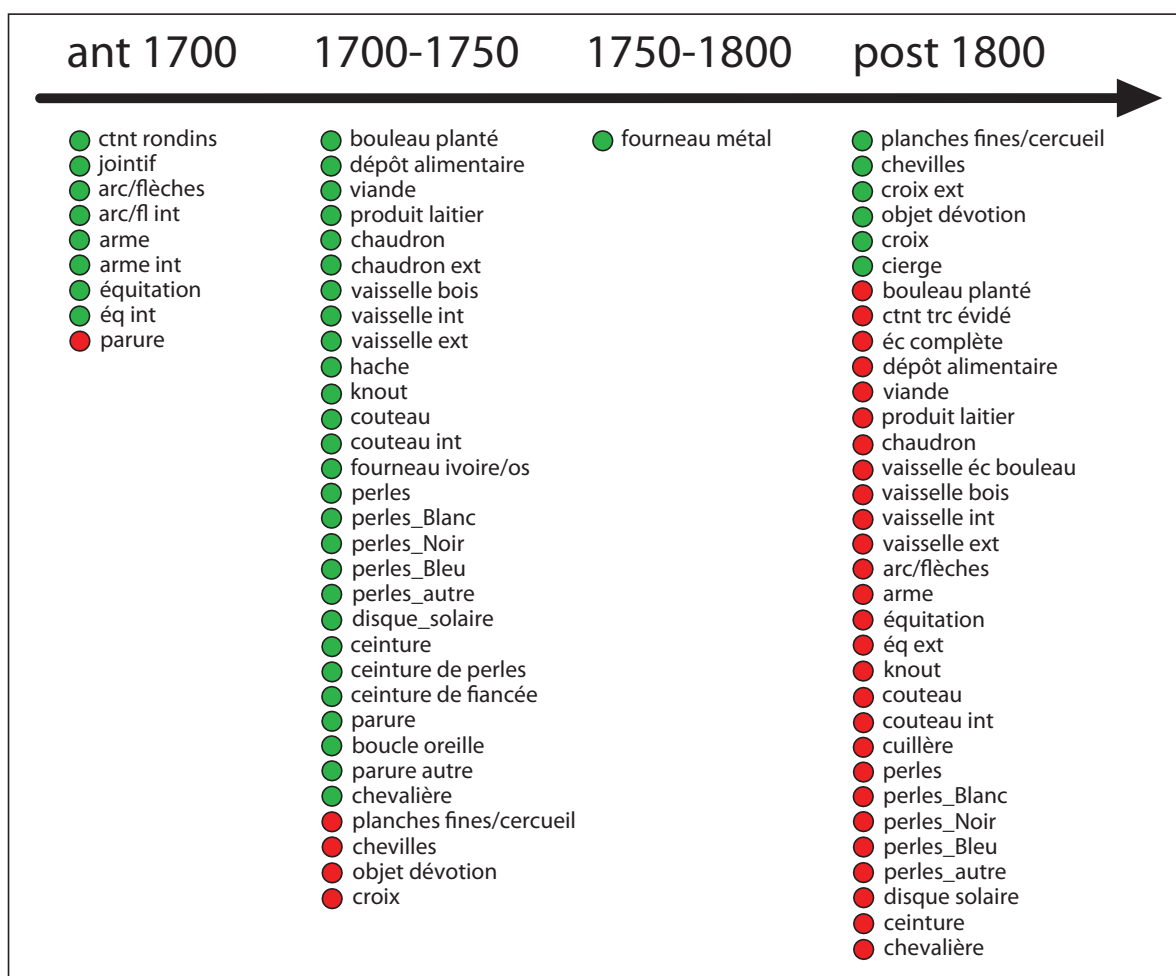 ant 1700
1700-1750
1750-1800
post 1800
ctnt rondins
jointif
arc/flèches
arc/fl int
arme
arme int
équitation
éq int
parure
bouleau planté
dépôt alimentaire
viande
produit laitier
chaudron
chaudron ext
vaisselle bois
vaisselle int
vaisselle ext
hache
knout
couteau
couteau int
fourneau ivoire/os
perles
perles_Blanc
perles_Noir
perles_Bleu
perles_autre
disque_solaire
ceinture
ceinture de perles
ceinture de fiancée
parure
boucle oreille
parure autre
chevalière
planches fines/cercueil
chevilles
objet dévotion
croix
fourneau métal
planches fines/cercueil
chevilles
croix ext
objet dévotion
croix
cierge
bouleau planté
ctnt trc évidé
éc complète
dépôt alimentaire
viande
produit laitier
chaudron
vaisselle éc bouleau
vaisselle bois
vaisselle int
vaisselle ext
arc/flèches
arme
équitation
éq ext
knout
couteau
couteau int
cuillère
perles
perles_Blanc
perles_Noir
perles_Bleu
perles_autre
disque solaire
ceinture
chevalière